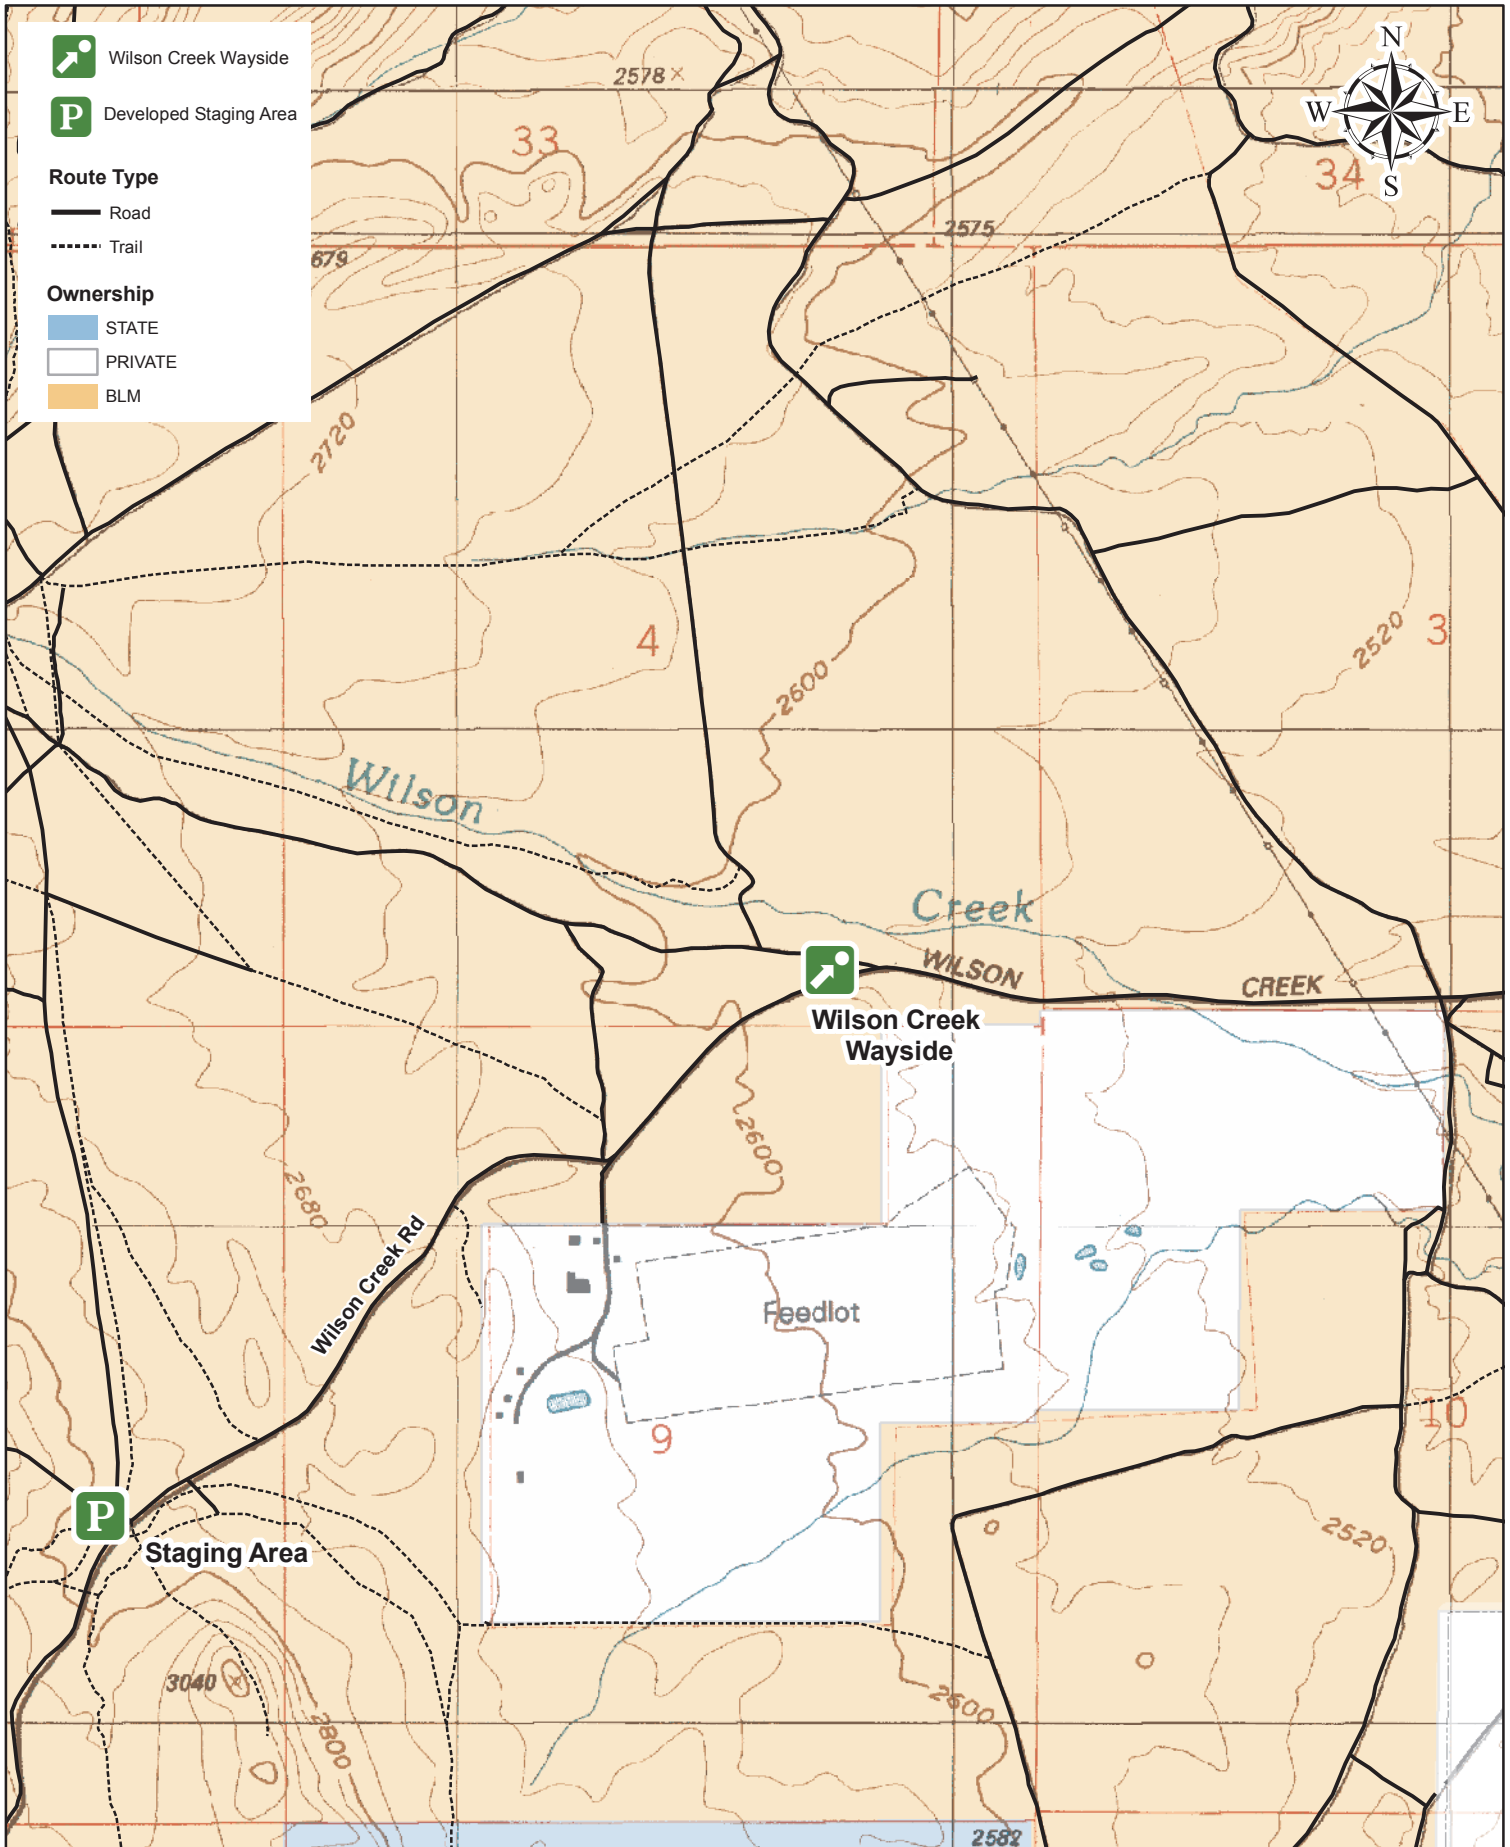 Wilson Creek Wayside
P
Developed Staging Area
Route Type
Road
Trail
Ownership
STATE
PRIVATE
BLM
N
W
E
S
2578
33
34
2575
679
2720
4
3
2600
2520
Wilson
Creek
WILSON
CREEK
Wilson Creek
Wayside
2600
2680
Wilson Creek Rd
Feedlot
9
10
P
Staging Area
2520
3040
2800
2600
2582